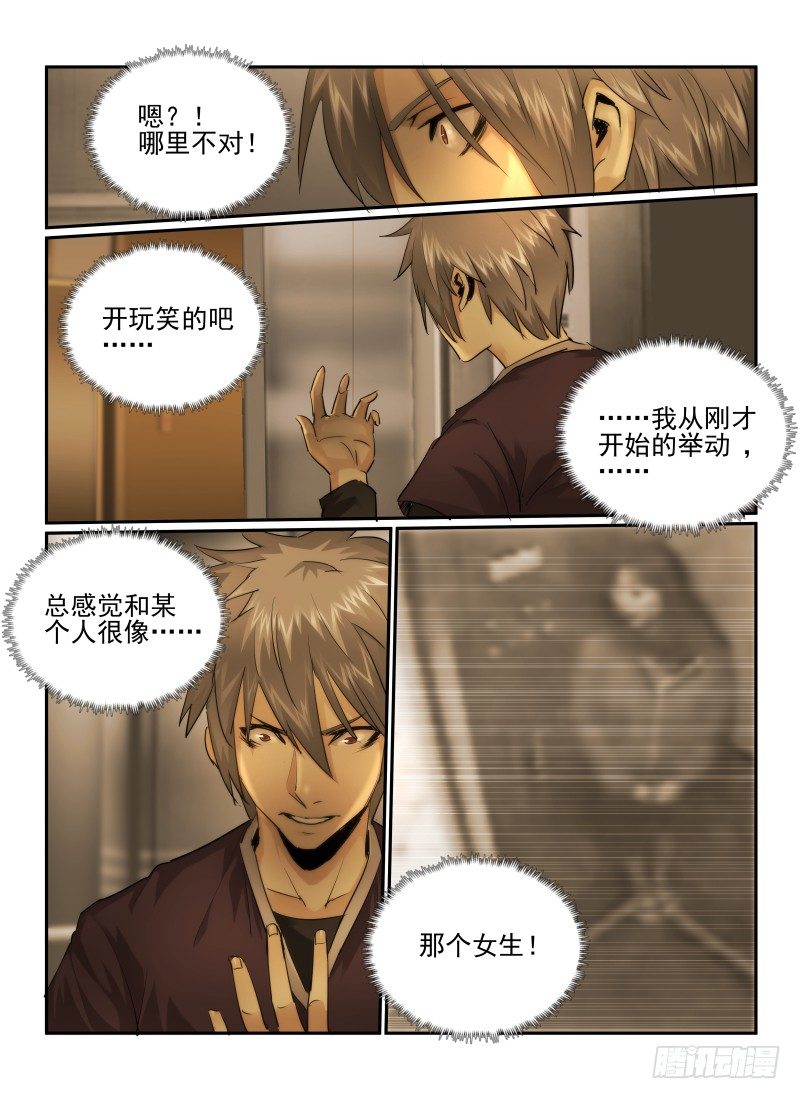 嗯？！
哪里不对！
开玩笑的吧
……
……我从刚才
开始的举动，
……
总感觉和某
个人很像……
那个女生！
腾讯动漫